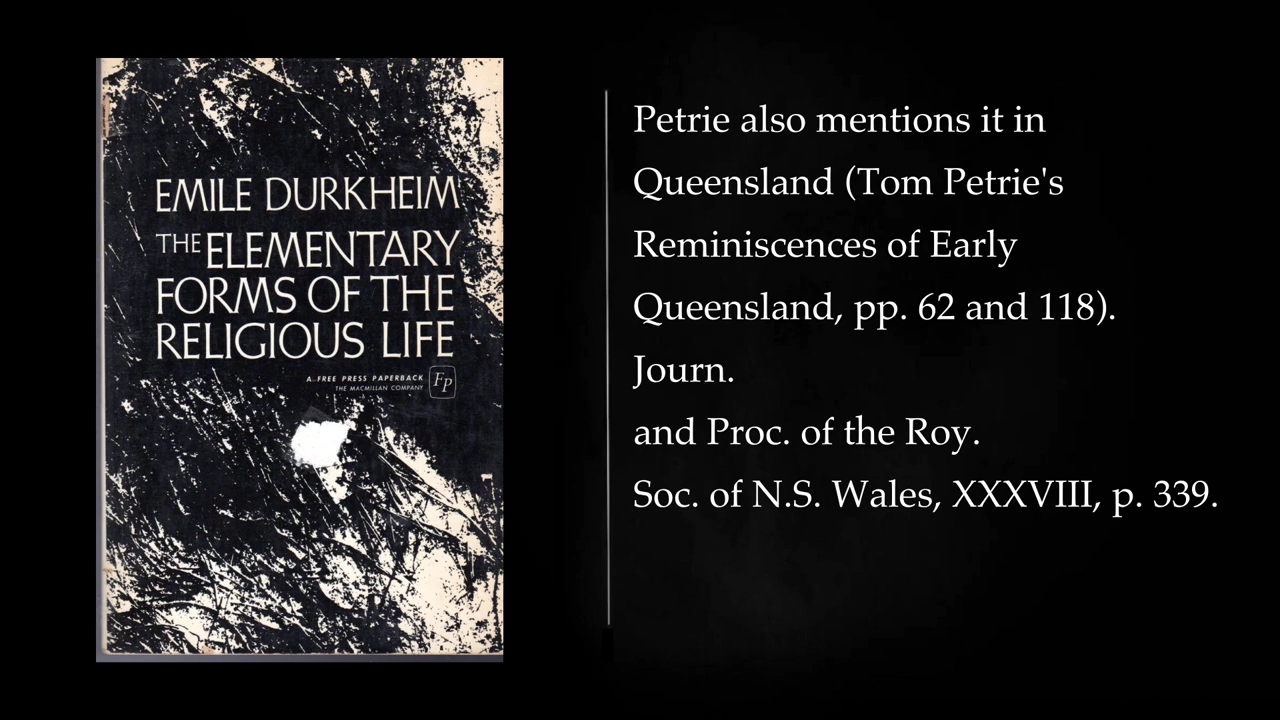 EMILE DURKHEIM
THE ELEMENTARY
FORMS OF THE
RELIGIOUS LIFE
A FREE PRESS PAPERBACK
THE MACMILLAN COMPANY
FP
Petrie also mentions it in
Queensland (Tom Petrie's
Reminiscences of Early
Queensland, pp. 62 and 118).
Journ.
and Proc. of the Roy.
Soc. of N.S. Wales, XXXVIII, p. 339.